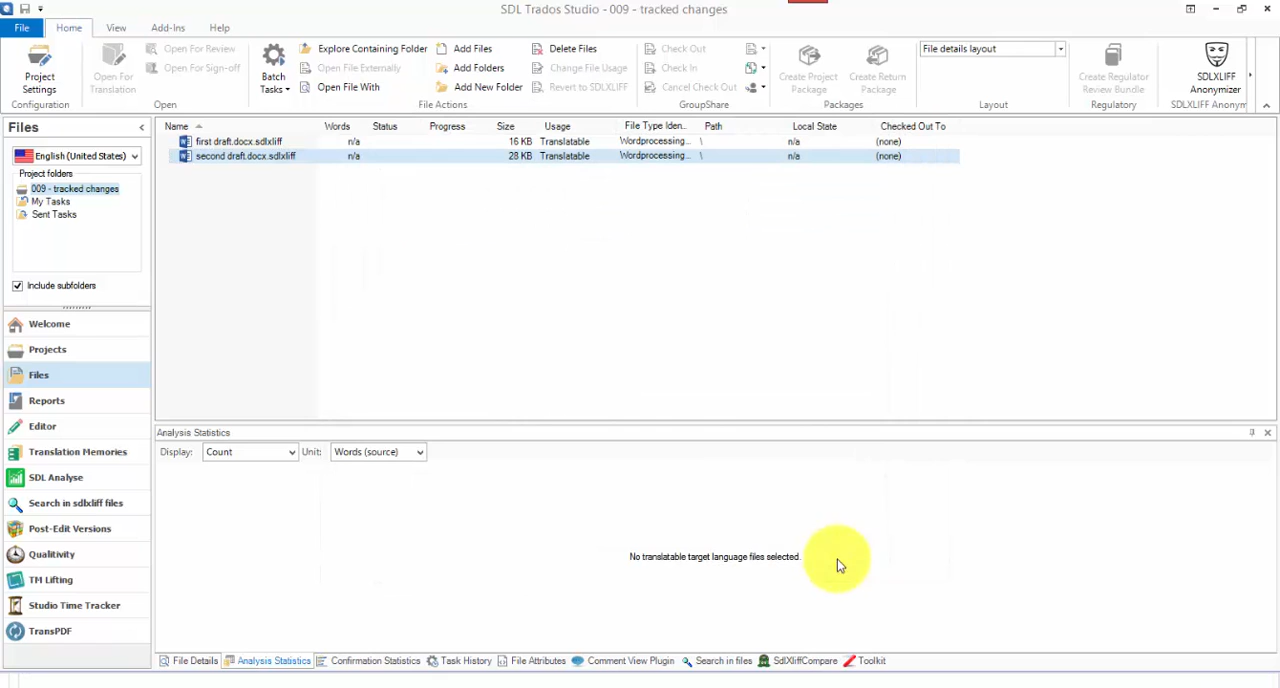 SDL Trados Studio - 009 - tracked changes
File Home View Add-Ins Help
Project Settings
Configuration
Open For Translation
Open For Review
Open For Sign-off
Open
Batch Tasks
Explore Containing Folder
Open File Externally
Open File With
Add Files
Add Folders
Add New Folder
Delete Files
Change File Usage
Revert to SDLXLIFF
File Actions
Check Out
Check In
Cancel Check Out
GroupShare
Create Project Package
Create Return Package
Packages
File details layout
Layout
Create Regulator Review Bundle
Regulatory
SDLXLIFF Anonymizer
SDLXLIFF Anonym
Files
English (United States)
Project folders
009 - tracked changes
My Tasks
Sent Tasks
Include subfolders
Welcome
Projects
Files
Reports
Editor
Translation Memories
SDL Analyse
Search in sdlxliff files
Post-Edit Versions
Qualitivity
TM Lifting
Studio Time Tracker
TransPDF
Name Words Status Progress Size Usage File Type Iden... Path Local State Checked Out To
first draft.docx.sdlxliff n/a 16 KB Translatable Wordprocessing... \ n/a (none)
second draft.docx.sdlxliff n/a 28 KB Translatable Wordprocessing... \ n/a (none)
Analysis Statistics
Display: Count Unit: Words (source)
No translatable target language files selected.
File Details Analysis Statistics Confirmation Statistics Task History File Attributes Comment View Plugin Search in files SdlXliffCompare Toolkit